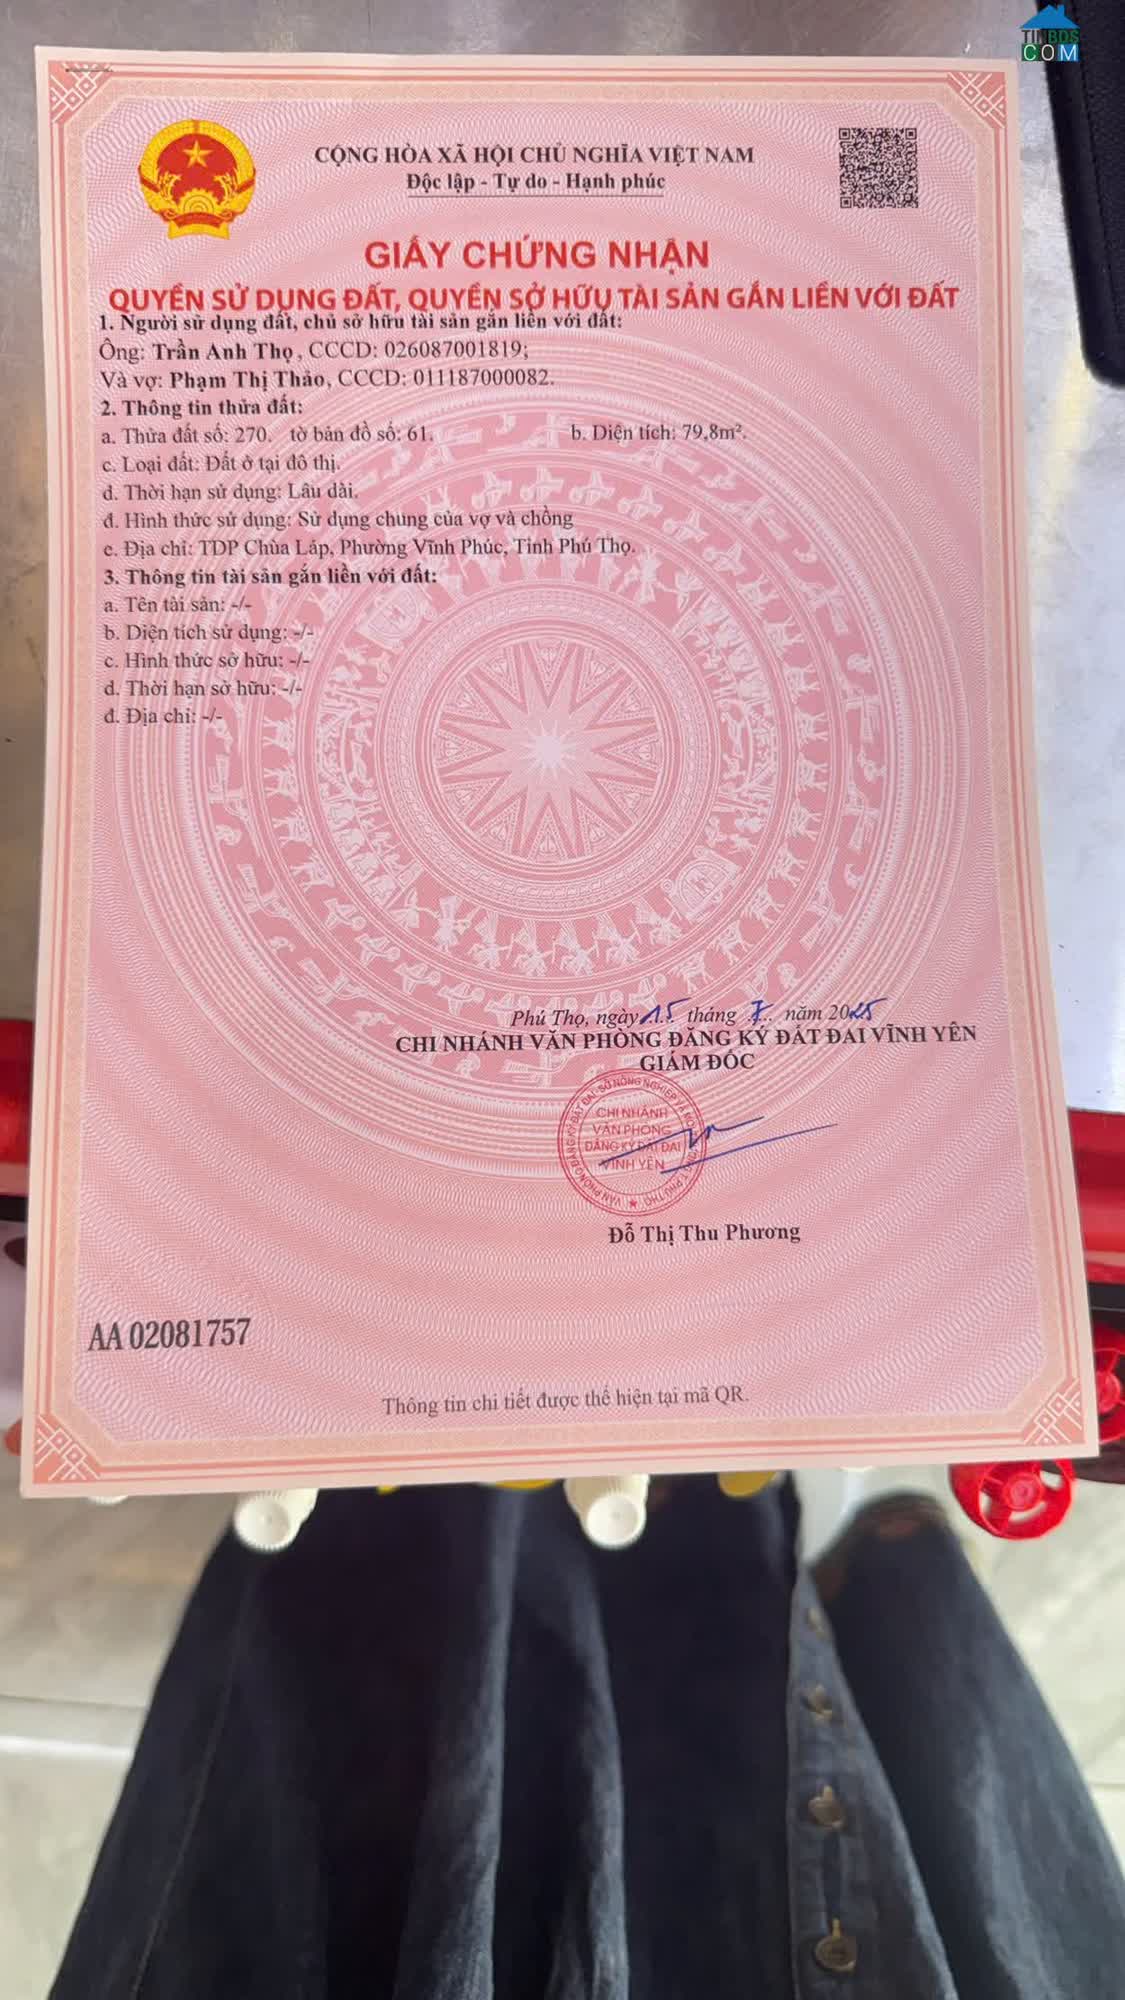 TINBDS
COM
CỘNG HÒA XÃ HỘI CHỦ NGHĨA VIỆT NAM
Độc lập - Tự do - Hạnh phúc
GIẤY CHỨNG NHẬN
QUYỀN SỬ DỤNG ĐẤT, QUYỀN SỞ HỮU TÀI SẢN GẮN LIỀN VỚI ĐẤT
1. Người sử dụng đất, chủ sở hữu tài sản gắn liền với đất:
Ông: Trần Anh Thọ, CCCD: 026087001819;
Và vợ: Phạm Thị Thảo, CCCD: 011187000082.
2. Thông tin thửa đất:
a. Thửa đất số: 270. tờ bản đồ số: 61. b. Diện tích: 79,8m².
c. Loại đất: Đất ở tại đô thị.
d. Thời hạn sử dụng: Lâu dài.
đ. Hình thức sử dụng: Sử dụng chung của vợ và chồng
e. Địa chỉ: TDP Chùa Láp, Phường Vĩnh Phúc, Tỉnh Phú Thọ.
3. Thông tin tài sản gắn liền với đất:
a. Tên tài sản: -/-
b. Diện tích sử dụng: -/-
c. Hình thức sở hữu: -/-
d. Thời hạn sở hữu: -/-
đ. Địa chỉ: -/-
Phú Thọ, ngày 15 tháng 7 năm 2025
CHI NHÁNH VĂN PHÒNG ĐĂNG KÝ ĐẤT ĐAI VĨNH YÊN
GIÁM ĐỐC
CHI NHÁNH
VĂN PHÒNG
ĐĂNG KÝ ĐẤT ĐAI
VĨNH YÊN
Đỗ Thị Thu Phương
AA 02081757
Thông tin chi tiết được thể hiện tại mã QR.